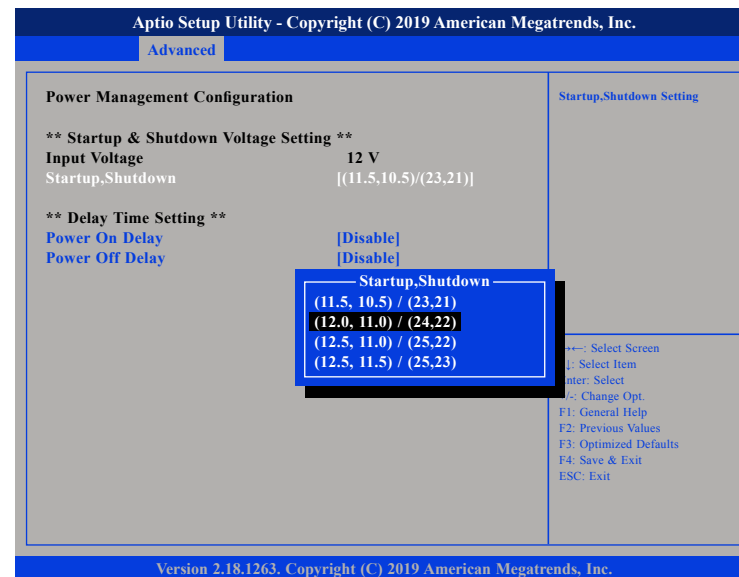 Aptio Setup Utility - Copyright (C) 2019 American Megatrends, Inc.
Advanced
Power Management Configuration
** Startup & Shutdown Voltage Setting **
Input Voltage 12 V
Startup,Shutdown [(11.5,10.5)/(23,21)]
** Delay Time Setting **
Power On Delay [Disable]
Power Off Delay [Disable]
Startup,Shutdown
(11.5, 10.5) / (23,21)
(12.0, 11.0) / (24,22)
(12.5, 11.0) / (25,22)
(12.5, 11.5) / (25,23)
Startup,Shutdown Setting
→←: Select Screen
↓: Select Item
Enter: Select
/-: Change Opt.
F1: General Help
F2: Previous Values
F3: Optimized Defaults
F4: Save & Exit
ESC: Exit
Version 2.18.1263. Copyright (C) 2019 American Megatrends, Inc.